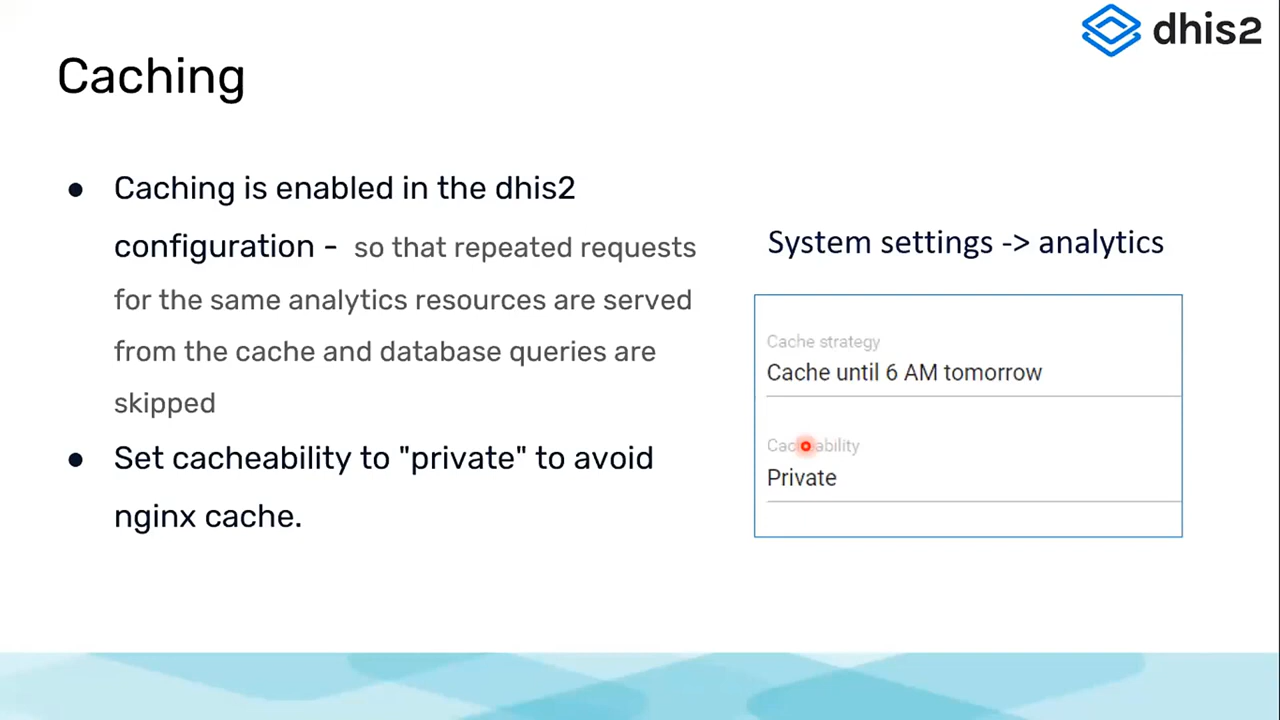 dhis2
Caching
● Caching is enabled in the dhis2
configuration - so that repeated requests
for the same analytics resources are served
from the cache and database queries are
skipped
● Set cacheability to "private" to avoid
nginx cache.
System settings -> analytics
Cache strategy
Cache until 6 AM tomorrow
Cacheability
Private